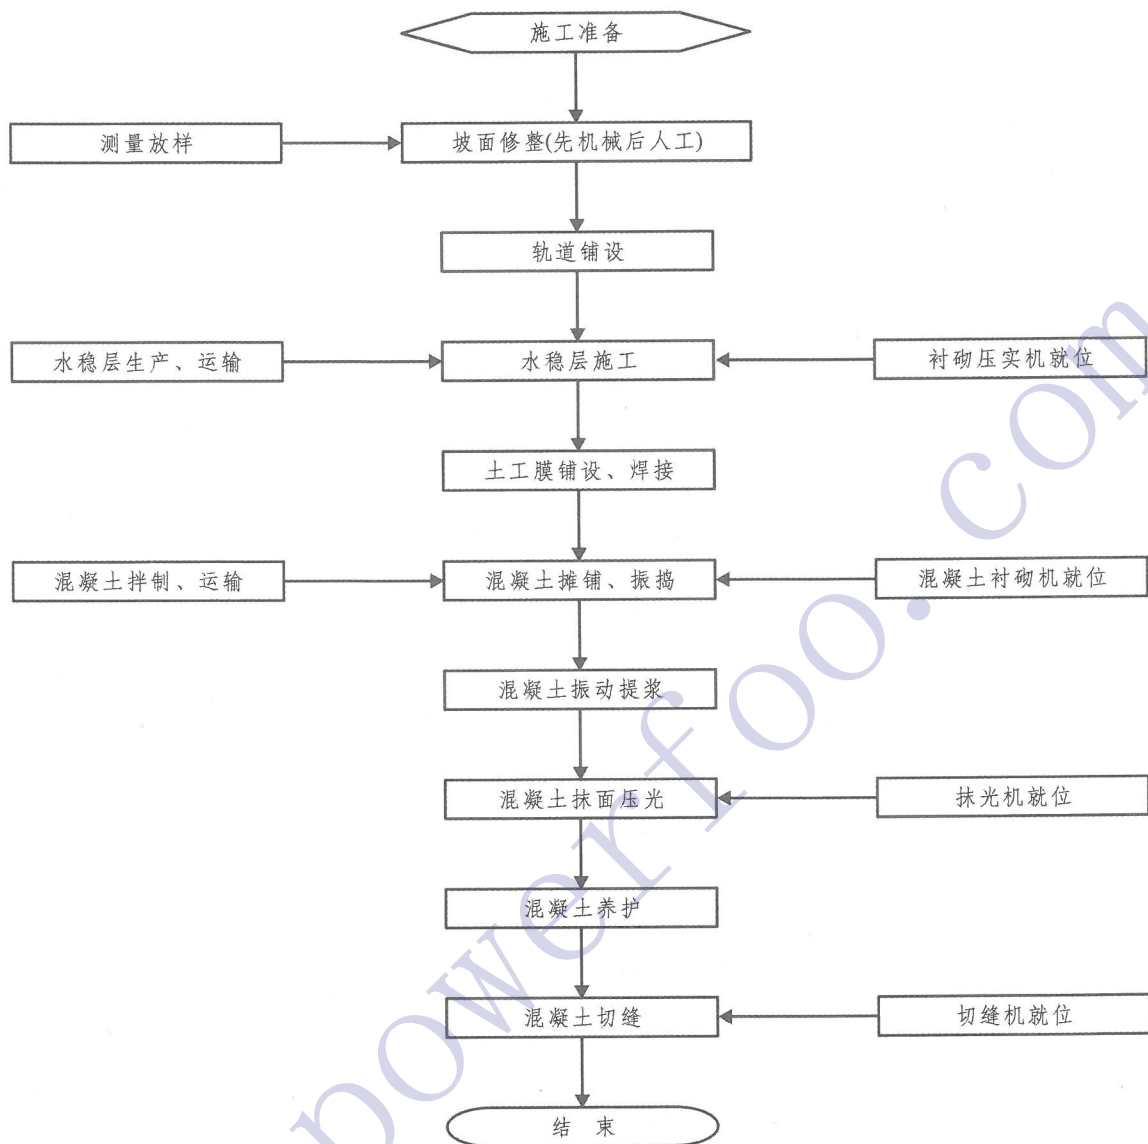 施工准备
测量放样
坡面修整(先机械后人工)
轨道铺设
水稳层生产、运输
水稳层施工
衬砌压实机就位
土工膜铺设、焊接
混凝土拌制、运输
混凝土摊铺、振捣
混凝土衬砌机就位
混凝土振动提浆
混凝土抹面压光
抹光机就位
混凝土养护
混凝土切缝
切缝机就位
结 束
powerfoo.com